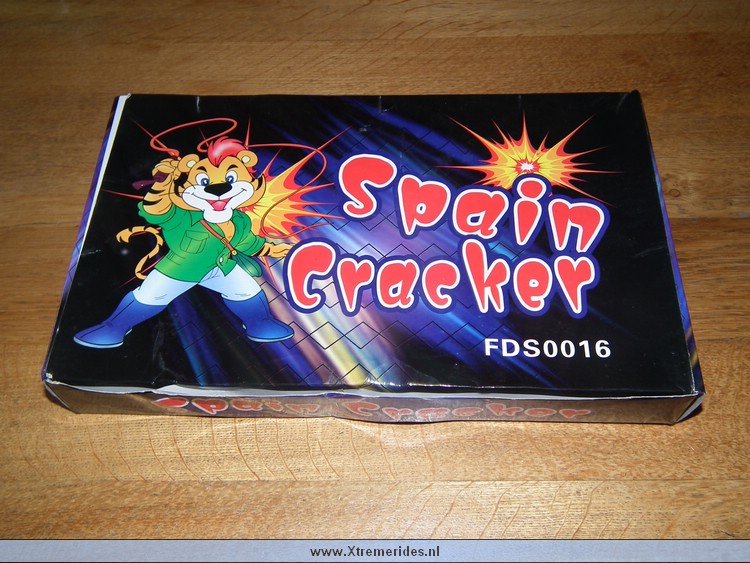 Spain
Cracker
FDS0016
Spain Cracker
www.Xtremerides.nl